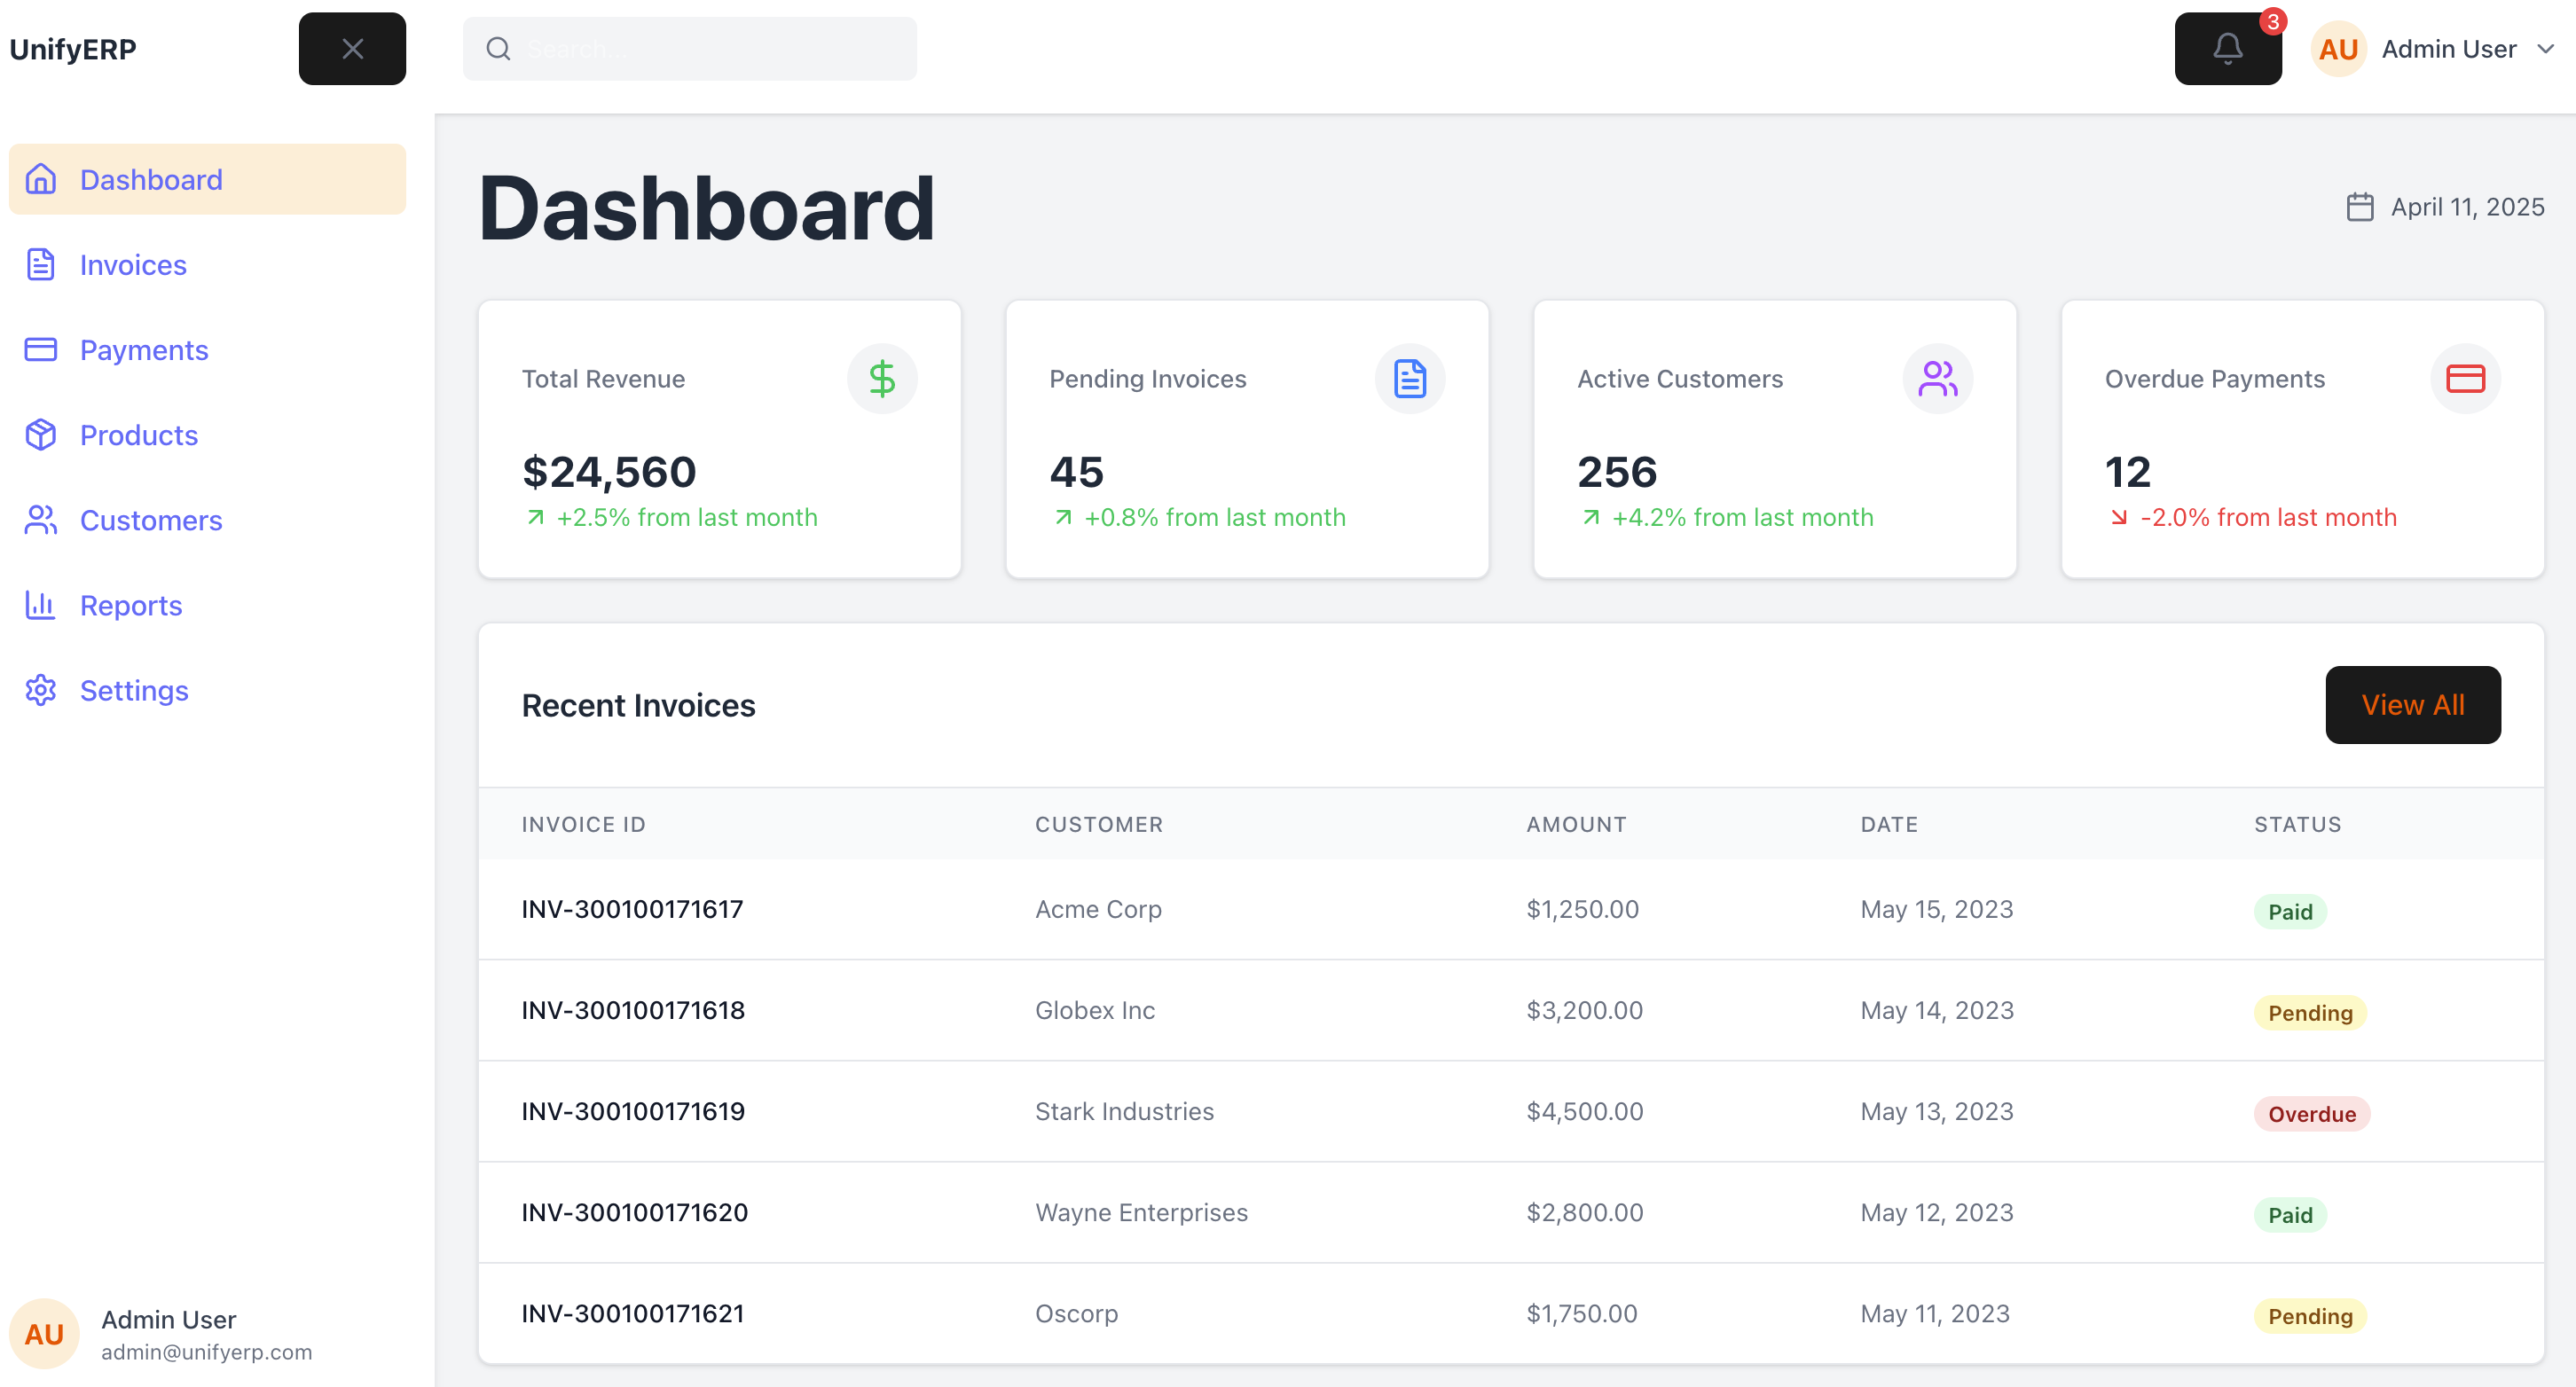 UnifyERP
Search...
3
AU Admin User
Dashboard
Invoices
Payments
Products
Customers
Reports
Settings
AU
Admin User
admin@unifyerp.com
Dashboard
April 11, 2025
Total Revenue
$24,560
+2.5% from last month
Pending Invoices
45
+0.8% from last month
Active Customers
256
+4.2% from last month
Overdue Payments
12
-2.0% from last month
Recent Invoices
View All
INVOICE ID CUSTOMER AMOUNT DATE STATUS
INV-300100171617 Acme Corp $1,250.00 May 15, 2023 Paid
INV-300100171618 Globex Inc $3,200.00 May 14, 2023 Pending
INV-300100171619 Stark Industries $4,500.00 May 13, 2023 Overdue
INV-300100171620 Wayne Enterprises $2,800.00 May 12, 2023 Paid
INV-300100171621 Oscorp $1,750.00 May 11, 2023 Pending